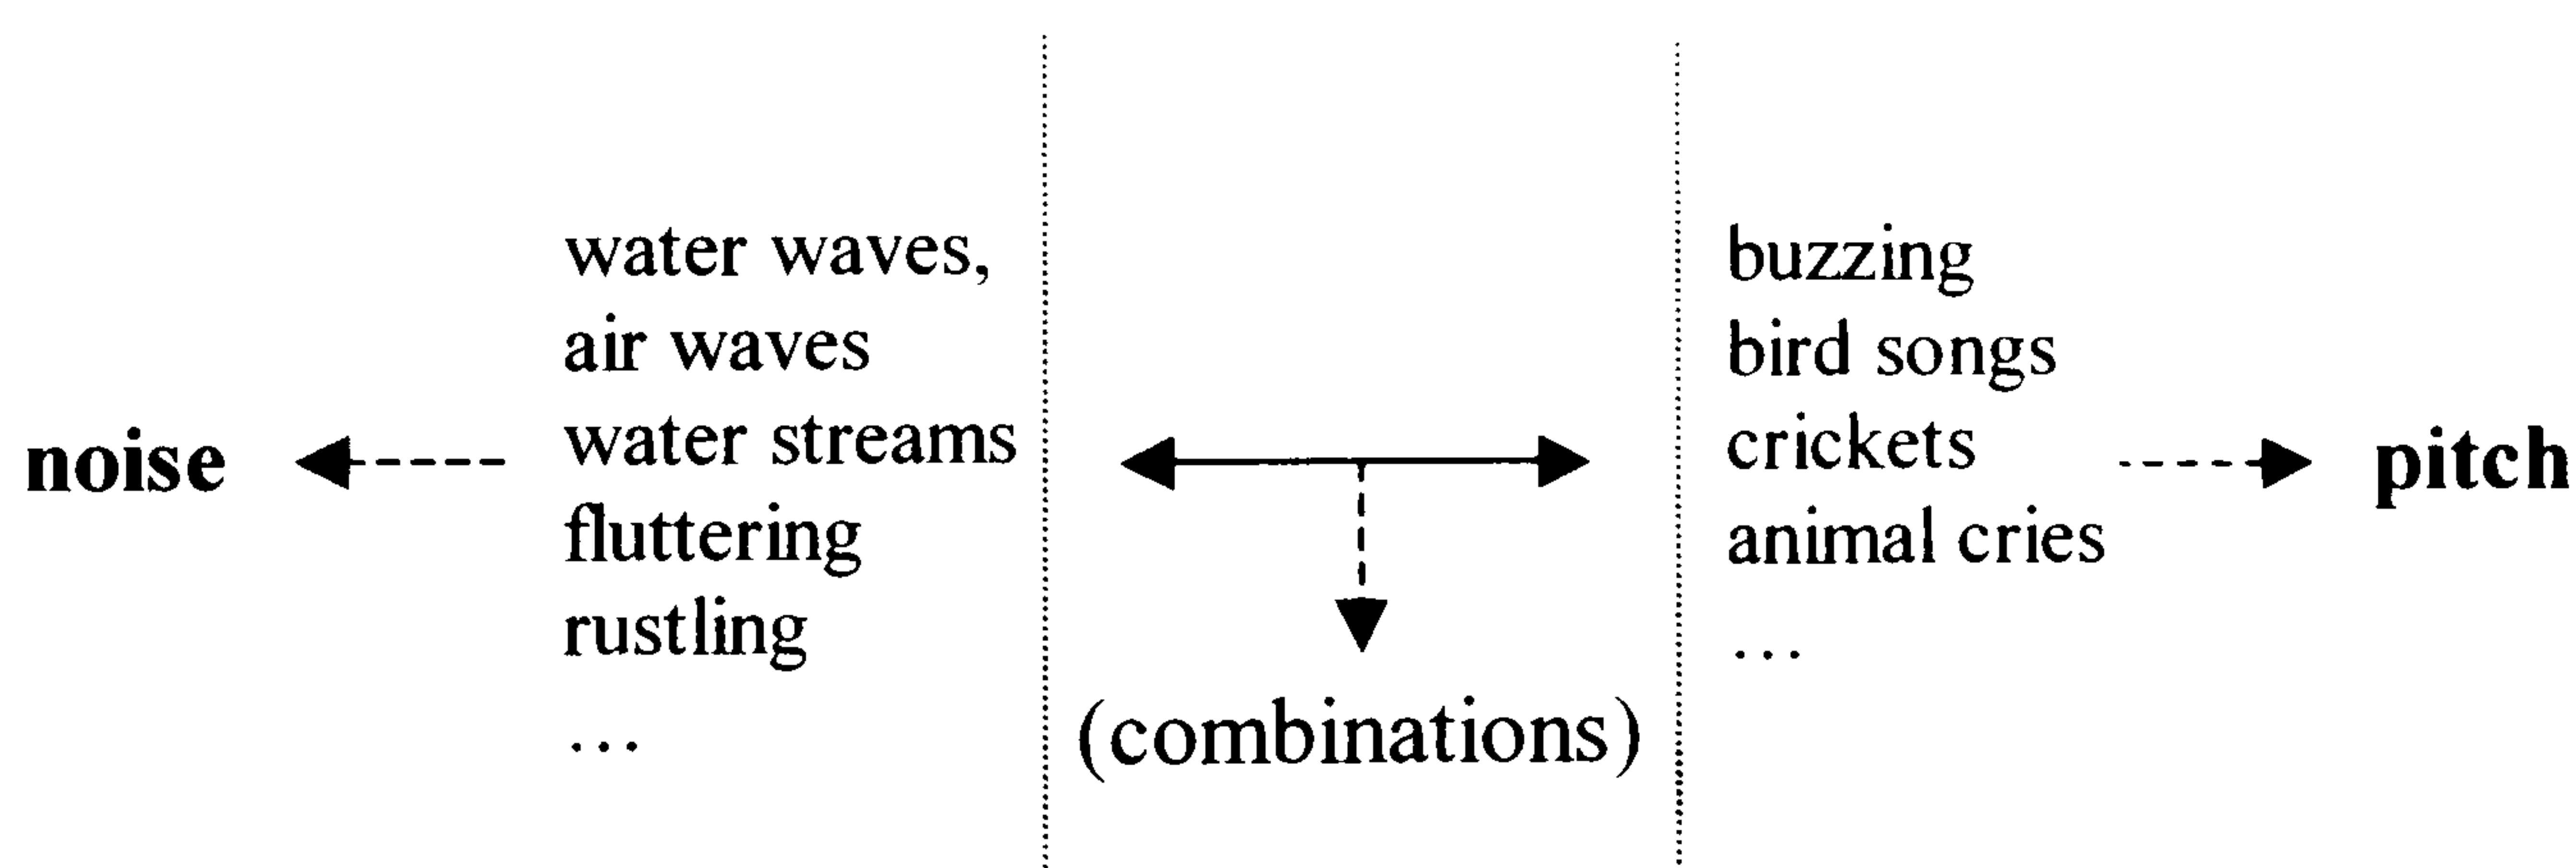 noise
water waves,
air waves
water streams
fluttering
rustling
...
(combinations)
buzzing
bird songs
crickets
animal cries
...
pitch